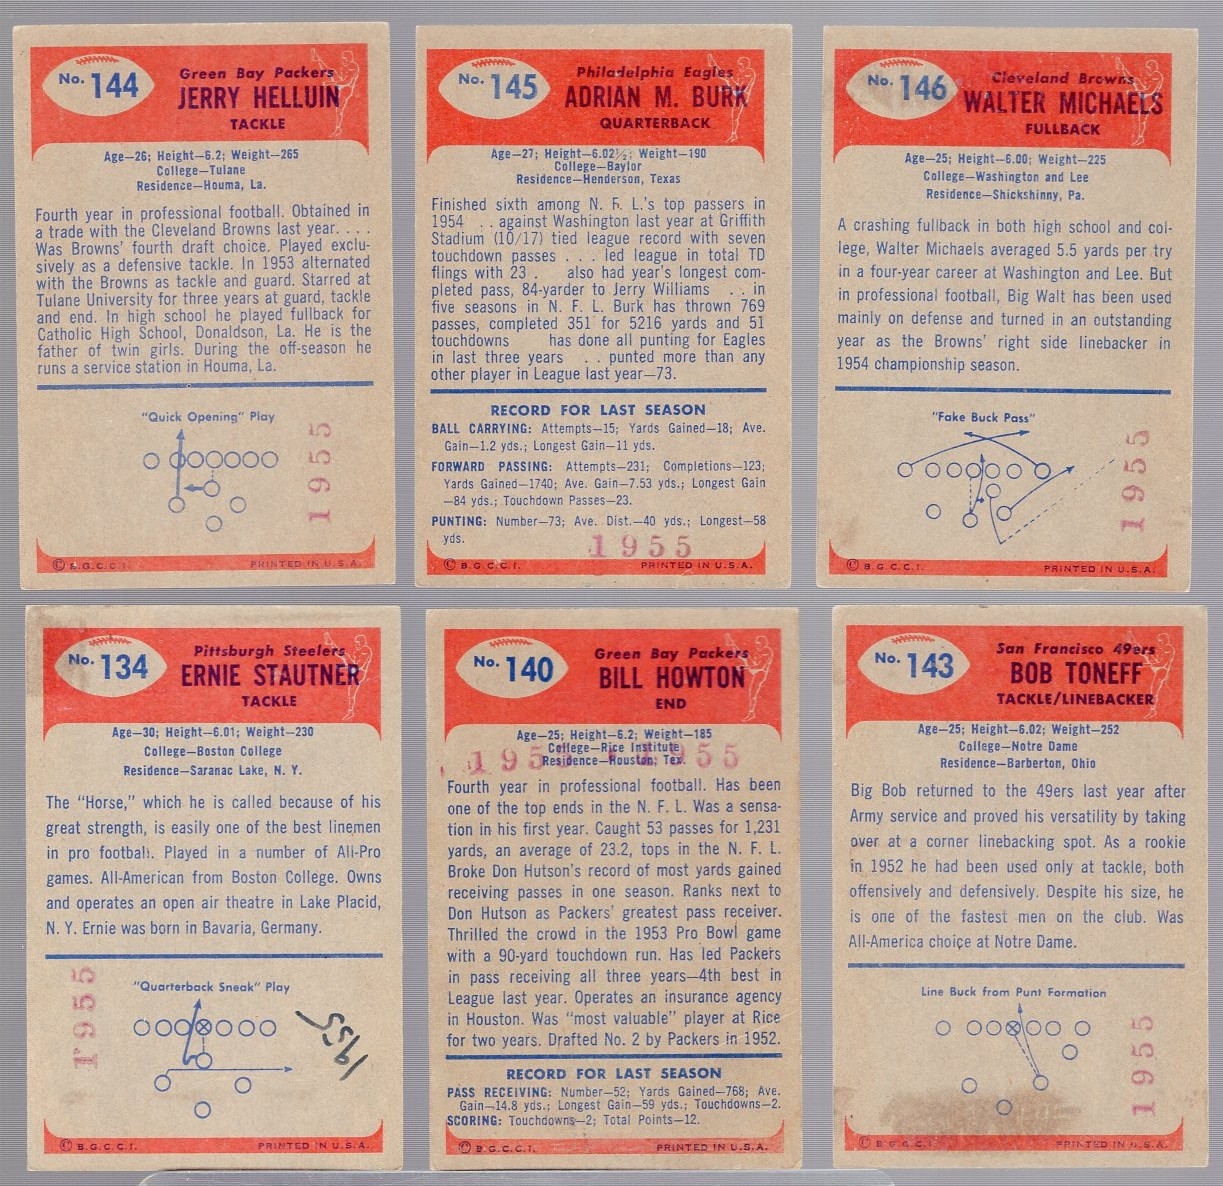 No. 144
Green Bay Packers
JERRY HELLUIN
TACKLE
Age—26; Height—6.2; Weight—265
College—Tulane
Residence—Houma, La.
Fourth year in professional football. Obtained in
a trade with the Cleveland Browns last year. . . .
Was Browns' fourth draft choice. Played exclu-
sively as a defensive tackle. In 1953 alternated
with the Browns as tackle and guard. Starred at
Tulane University for three years at guard, tackle
and end. In high school he played fullback for
Catholic High School, Donaldson, La. He is the
father of twin girls. During the off-season he
runs a service station in Houma, La.
"Quick Opening" Play
1955
© B.G.C.C.I. PRINTED IN U.S.A.
No. 145
Philadelphia Eagles
ADRIAN M. BURK
QUARTERBACK
Age—27; Height—6.02½; Weight—190
College—Baylor
Residence—Henderson, Texas
Finished sixth among N. F. L.'s top passers in
1954 . . against Washington last year at Griffith
Stadium (10/17) tied league record with seven
touchdown passes . . . led league in total TD
flings with 23 . also had year's longest com-
pleted pass, 84-yarder to Jerry Williams . . in
five seasons in N. F. L. Burk has thrown 769
passes, completed 351 for 5216 yards and 51
touchdowns has done all punting for Eagles
in last three years . . punted more than any
other player in League last year—73.
RECORD FOR LAST SEASON
BALL CARRYING: Attempts—15; Yards Gained—18; Ave.
Gain—1.2 yds.; Longest Gain—11 yds.
FORWARD PASSING: Attempts—231; Completions—123;
Yards Gained—1740; Ave. Gain—7.53 yds.; Longest Gain
—84 yds.; Touchdown Passes—23.
PUNTING: Number—73; Ave. Dist.—40 yds.; Longest—58
yds.
1955
© B.G.C.C.I. PRINTED IN U.S.A.
No. 146
Cleveland Browns
WALTER MICHAELS
FULLBACK
Age—25; Height—6.00; Weight—225
College—Washington and Lee
Residence—Shickshinny, Pa.
A crashing fullback in both high school and col-
lege, Walter Michaels averaged 5.5 yards per try
in a four-year career at Washington and Lee. But
in professional football, Big Walt has been used
mainly on defense and turned in an outstanding
year as the Browns' right side linebacker in
1954 championship season.
"Fake Buck Pass"
1955
© B.G.C.C.I. PRINTED IN U.S.A.
No. 134
Pittsburgh Steelers
ERNIE STAUTNER
TACKLE
Age—30; Height—6.01; Weight—230
College—Boston College
Residence—Saranac Lake, N. Y.
The "Horse," which he is called because of his
great strength, is easily one of the best linemen
in pro football. Played in a number of All-Pro
games. All-American from Boston College. Owns
and operates an open air theatre in Lake Placid,
N. Y. Ernie was born in Bavaria, Germany.
"Quarterback Sneak" Play
1955
1955
© B.G.C.C.I. PRINTED IN U.S.A.
No. 140
Green Bay Packers
BILL HOWTON
END
Age—25; Height—6.2; Weight—185
College—Rice Institute
Residence—Houston, Tex.
1955 1955
Fourth year in professional football. Has been
one of the top ends in the N. F. L. Was a sensa-
tion in his first year. Caught 53 passes for 1,231
yards, an average of 23.2, tops in the N. F. L.
Broke Don Hutson's record of most yards gained
receiving passes in one season. Ranks next to
Don Hutson as Packers' greatest pass receiver.
Thrilled the crowd in the 1953 Pro Bowl game
with a 90-yard touchdown run. Has led Packers
in pass receiving all three years—4th best in
League last year. Operates an insurance agency
in Houston. Was "most valuable" player at Rice
for two years. Drafted No. 2 by Packers in 1952.
RECORD FOR LAST SEASON
PASS RECEIVING: Number—52; Yards Gained—768; Ave.
Gain—14.8 yds.; Longest Gain—59 yds.; Touchdowns—2.
SCORING: Touchdowns—2; Total Points—12.
© B.G.C.C.I. PRINTED IN U.S.A.
No. 143
San Francisco 49ers
BOB TONEFF
TACKLE/LINEBACKER
Age—25; Height—6.02; Weight—252
College—Notre Dame
Residence—Barberton, Ohio
Big Bob returned to the 49ers last year after
Army service and proved his versatility by taking
over at a corner linebacking spot. As a rookie
in 1952 he had been used only at tackle, both
offensively and defensively. Despite his size, he
is one of the fastest men on the club. Was
All-America choice at Notre Dame.
Line Buck from Punt Formation
1955
© B.G.C.C.I. PRINTED IN U.S.A.